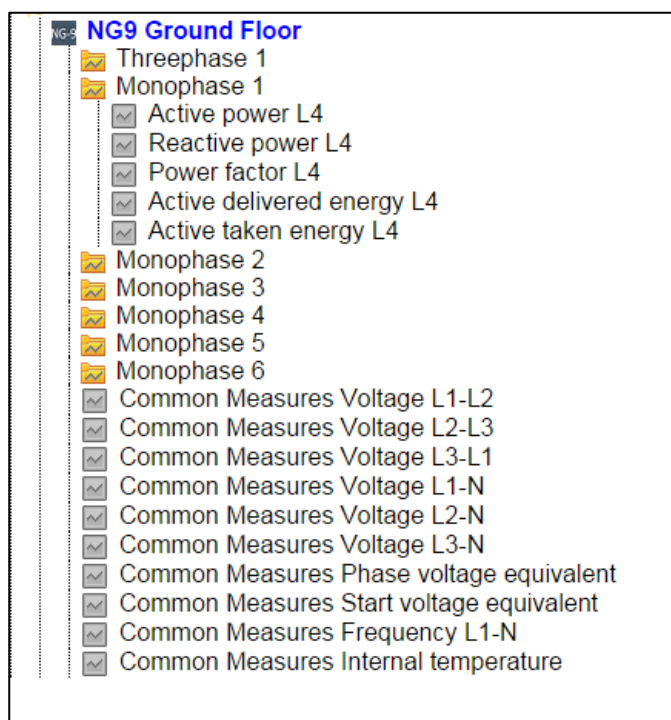 NG-9 NG9 Ground Floor
Threephase 1
Monophase 1
Active power L4
Reactive power L4
Power factor L4
Active delivered energy L4
Active taken energy L4
Monophase 2
Monophase 3
Monophase 4
Monophase 5
Monophase 6
Common Measures Voltage L1-L2
Common Measures Voltage L2-L3
Common Measures Voltage L3-L1
Common Measures Voltage L1-N
Common Measures Voltage L2-N
Common Measures Voltage L3-N
Common Measures Phase voltage equivalent
Common Measures Start voltage equivalent
Common Measures Frequency L1-N
Common Measures Internal temperature